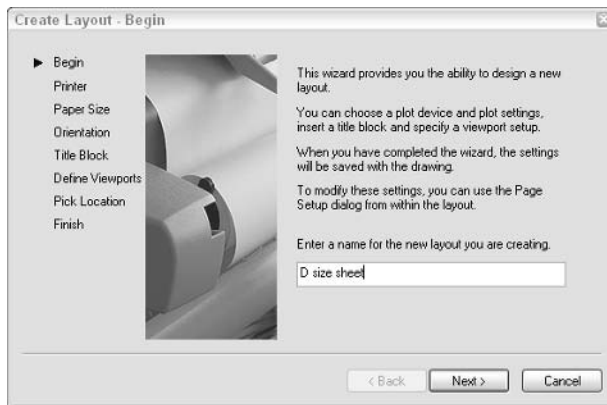 Create Layout - Begin
Begin
Printer
Paper Size
Orientation
Title Block
Define Viewports
Pick Location
Finish
This wizard provides you the ability to design a new
layout.
You can choose a plot device and plot settings,
insert a title block and specify a viewport setup.
When you have completed the wizard, the settings
will be saved with the drawing.
To modify these settings, you can use the Page
Setup dialog from within the layout.
Enter a name for the new layout you are creating.
D size sheet
< Back
Next >
Cancel